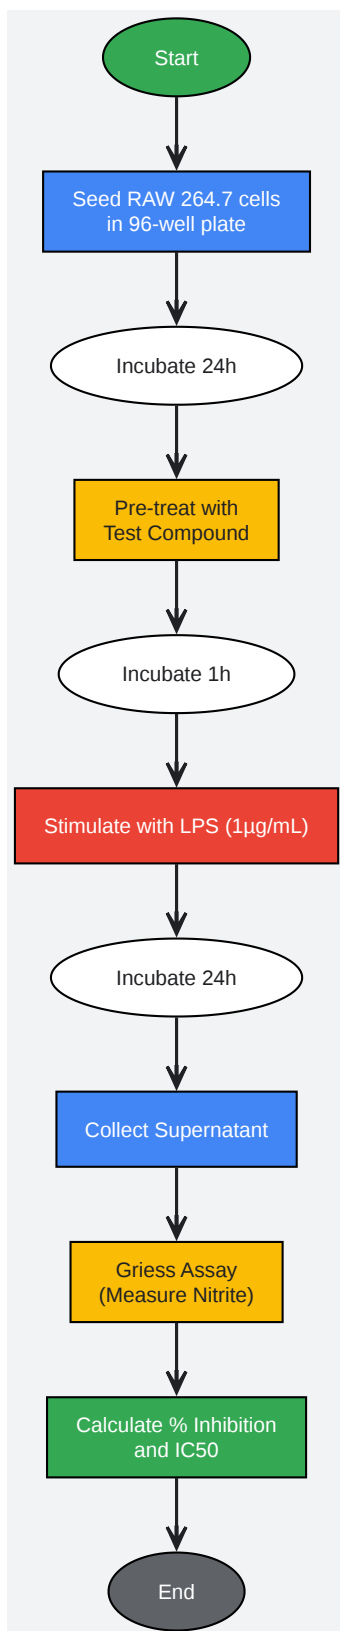 Start
Seed RAW 264.7 cells
in 96-well plate
Incubate 24h
Pre-treat with
Test Compound
Incubate 1h
Stimulate with LPS (1µg/mL)
Incubate 24h
Collect Supernatant
Griess Assay
(Measure Nitrite)
Calculate % Inhibition
and IC50
End